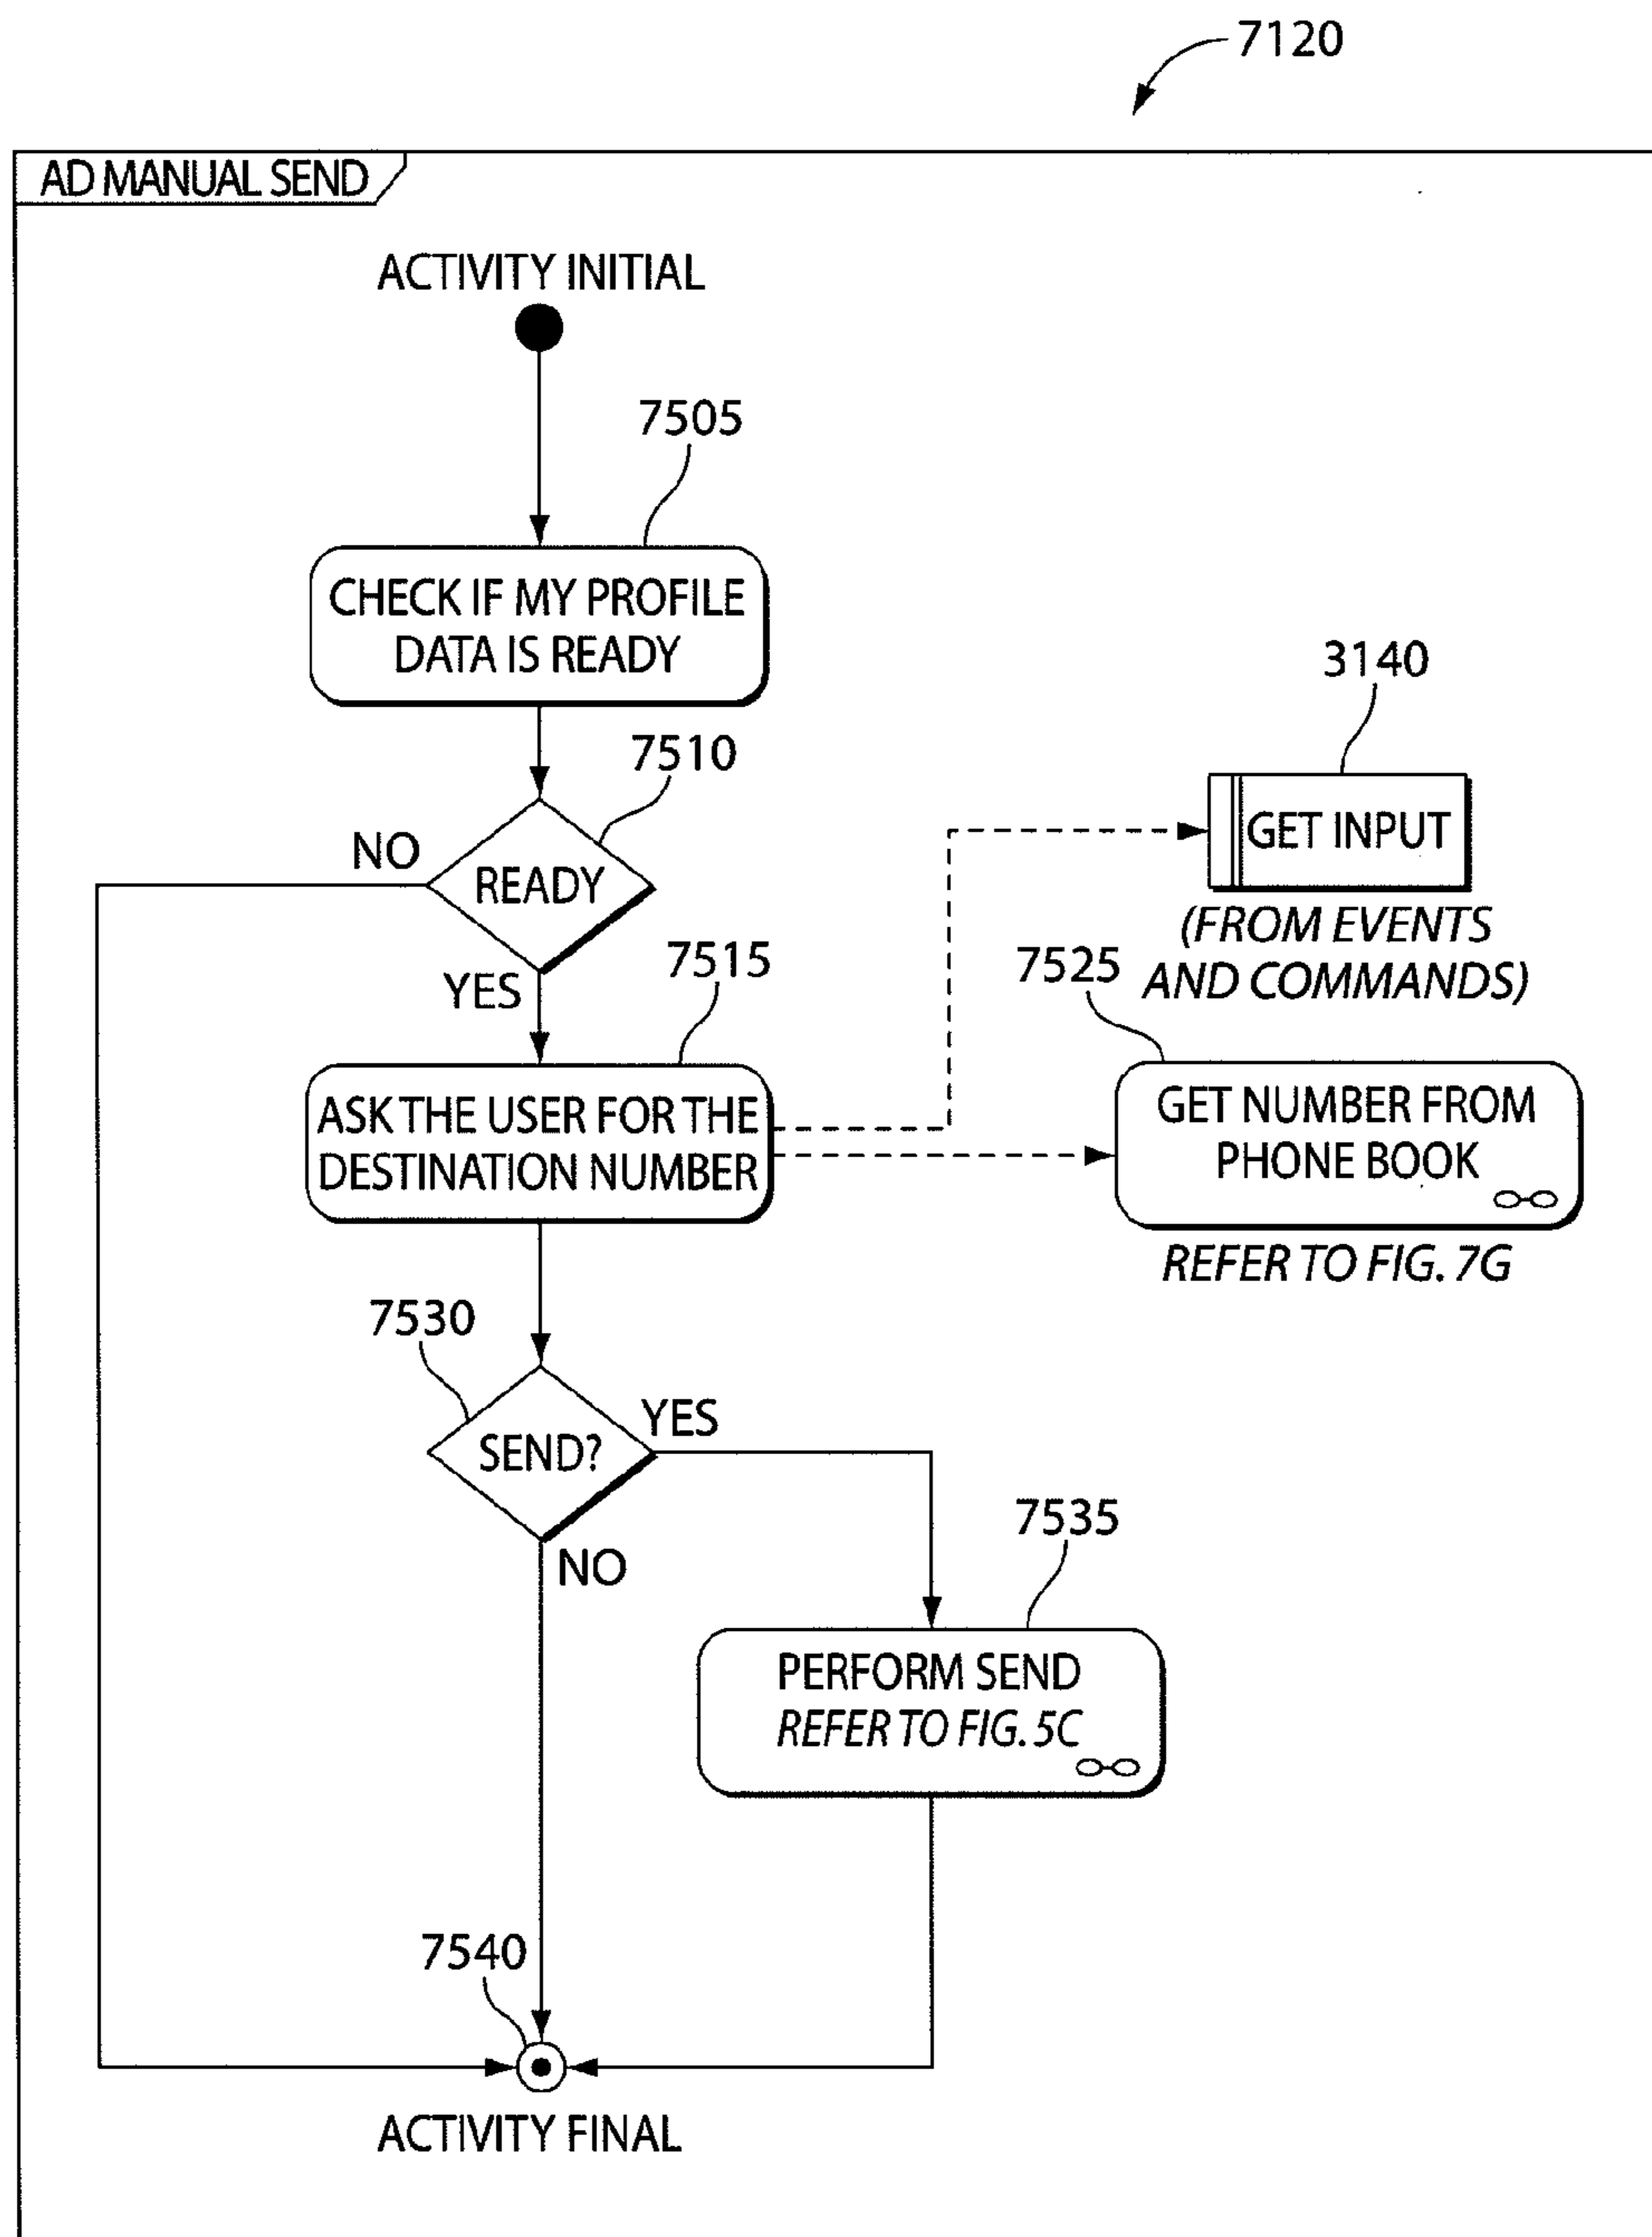 7120
AD MANUAL SEND
ACTIVITY INITIAL
7505
CHECK IF MY PROFILE
DATA IS READY
7510
NO
READY
YES
3140
GET INPUT
(FROM EVENTS
AND COMMANDS)
7515
ASK THE USER FOR THE
DESTINATION NUMBER
7525
GET NUMBER FROM
PHONE BOOK
REFER TO FIG. 7G
7530
SEND?
YES
NO
7535
PERFORM SEND
REFER TO FIG. 5C
7540
ACTIVITY FINAL